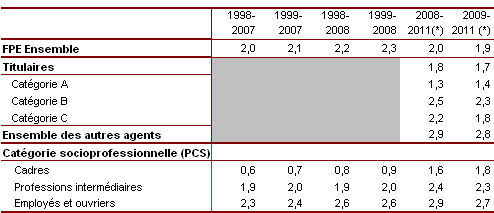 1998-2007 1999-2007 1998-2008 1999-2008 2008-2011(*) 2009-2011 (*)
FPE Ensemble 2,0 2,1 2,2 2,3 2,0 1,9
Titulaires 1,8 1,7
Catégorie A 1,3 1,4
Catégorie B 2,5 2,3
Catégorie C 2,2 1,8
Ensemble des autres agents 2,9 2,8
Catégorie socioprofessionnelle (PCS)
Cadres 0,6 0,7 0,8 0,9 1,6 1,8
Professions intermédiaires 1,9 2,0 1,9 2,0 2,4 2,3
Employés et ouvriers 2,3 2,4 2,6 2,6 2,9 2,7